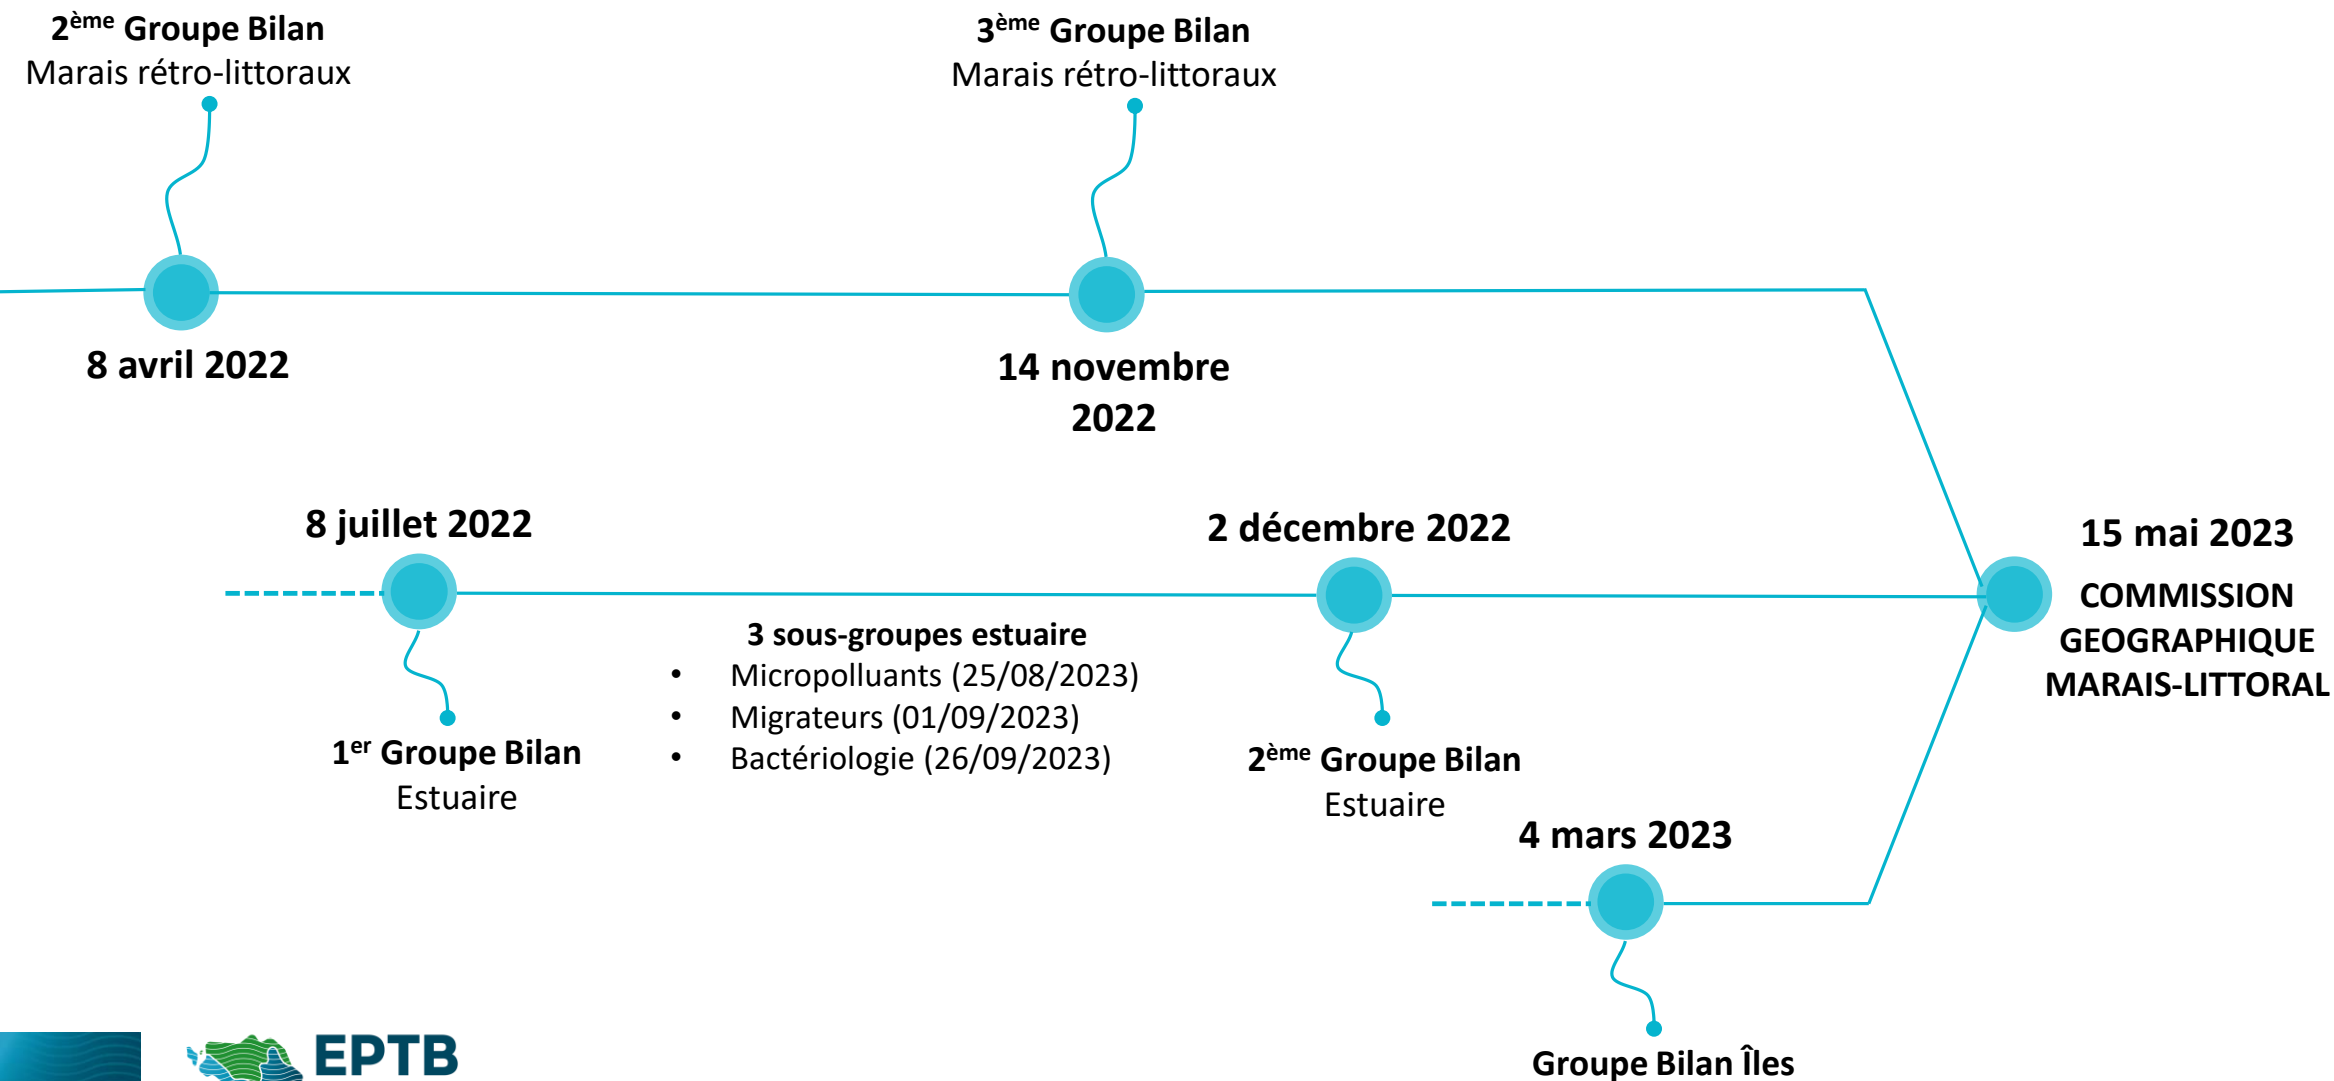 2ème Groupe Bilan
Marais rétro-littoraux
3ème Groupe Bilan
Marais rétro-littoraux
8 avril 2022
14 novembre
2022
8 juillet 2022
2 décembre 2022
15 mai 2023
COMMISSION
GEOGRAPHIQUE
MARAIS-LITTORAL
3 sous-groupes estuaire
• Micropolluants (25/08/2023)
• Migrateurs (01/09/2023)
• Bactériologie (26/09/2023)
1er Groupe Bilan
Estuaire
2ème Groupe Bilan
Estuaire
4 mars 2023
Groupe Bilan Îles
EPTB